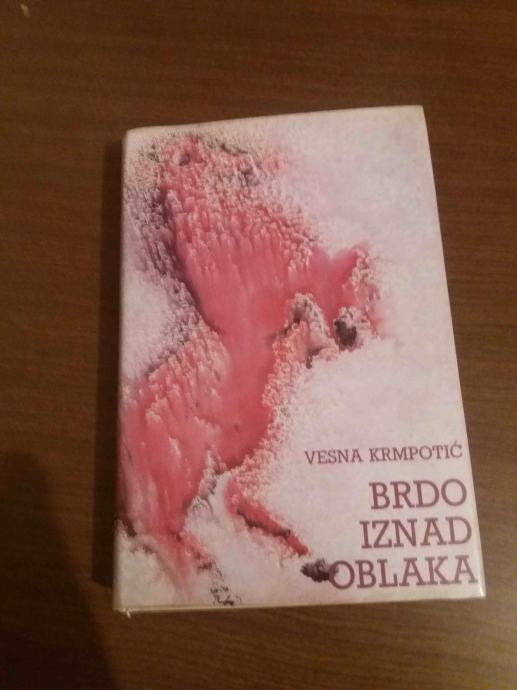 VESNA KRMPOTIĆ
BRDO
IZNAD
OBLAKA